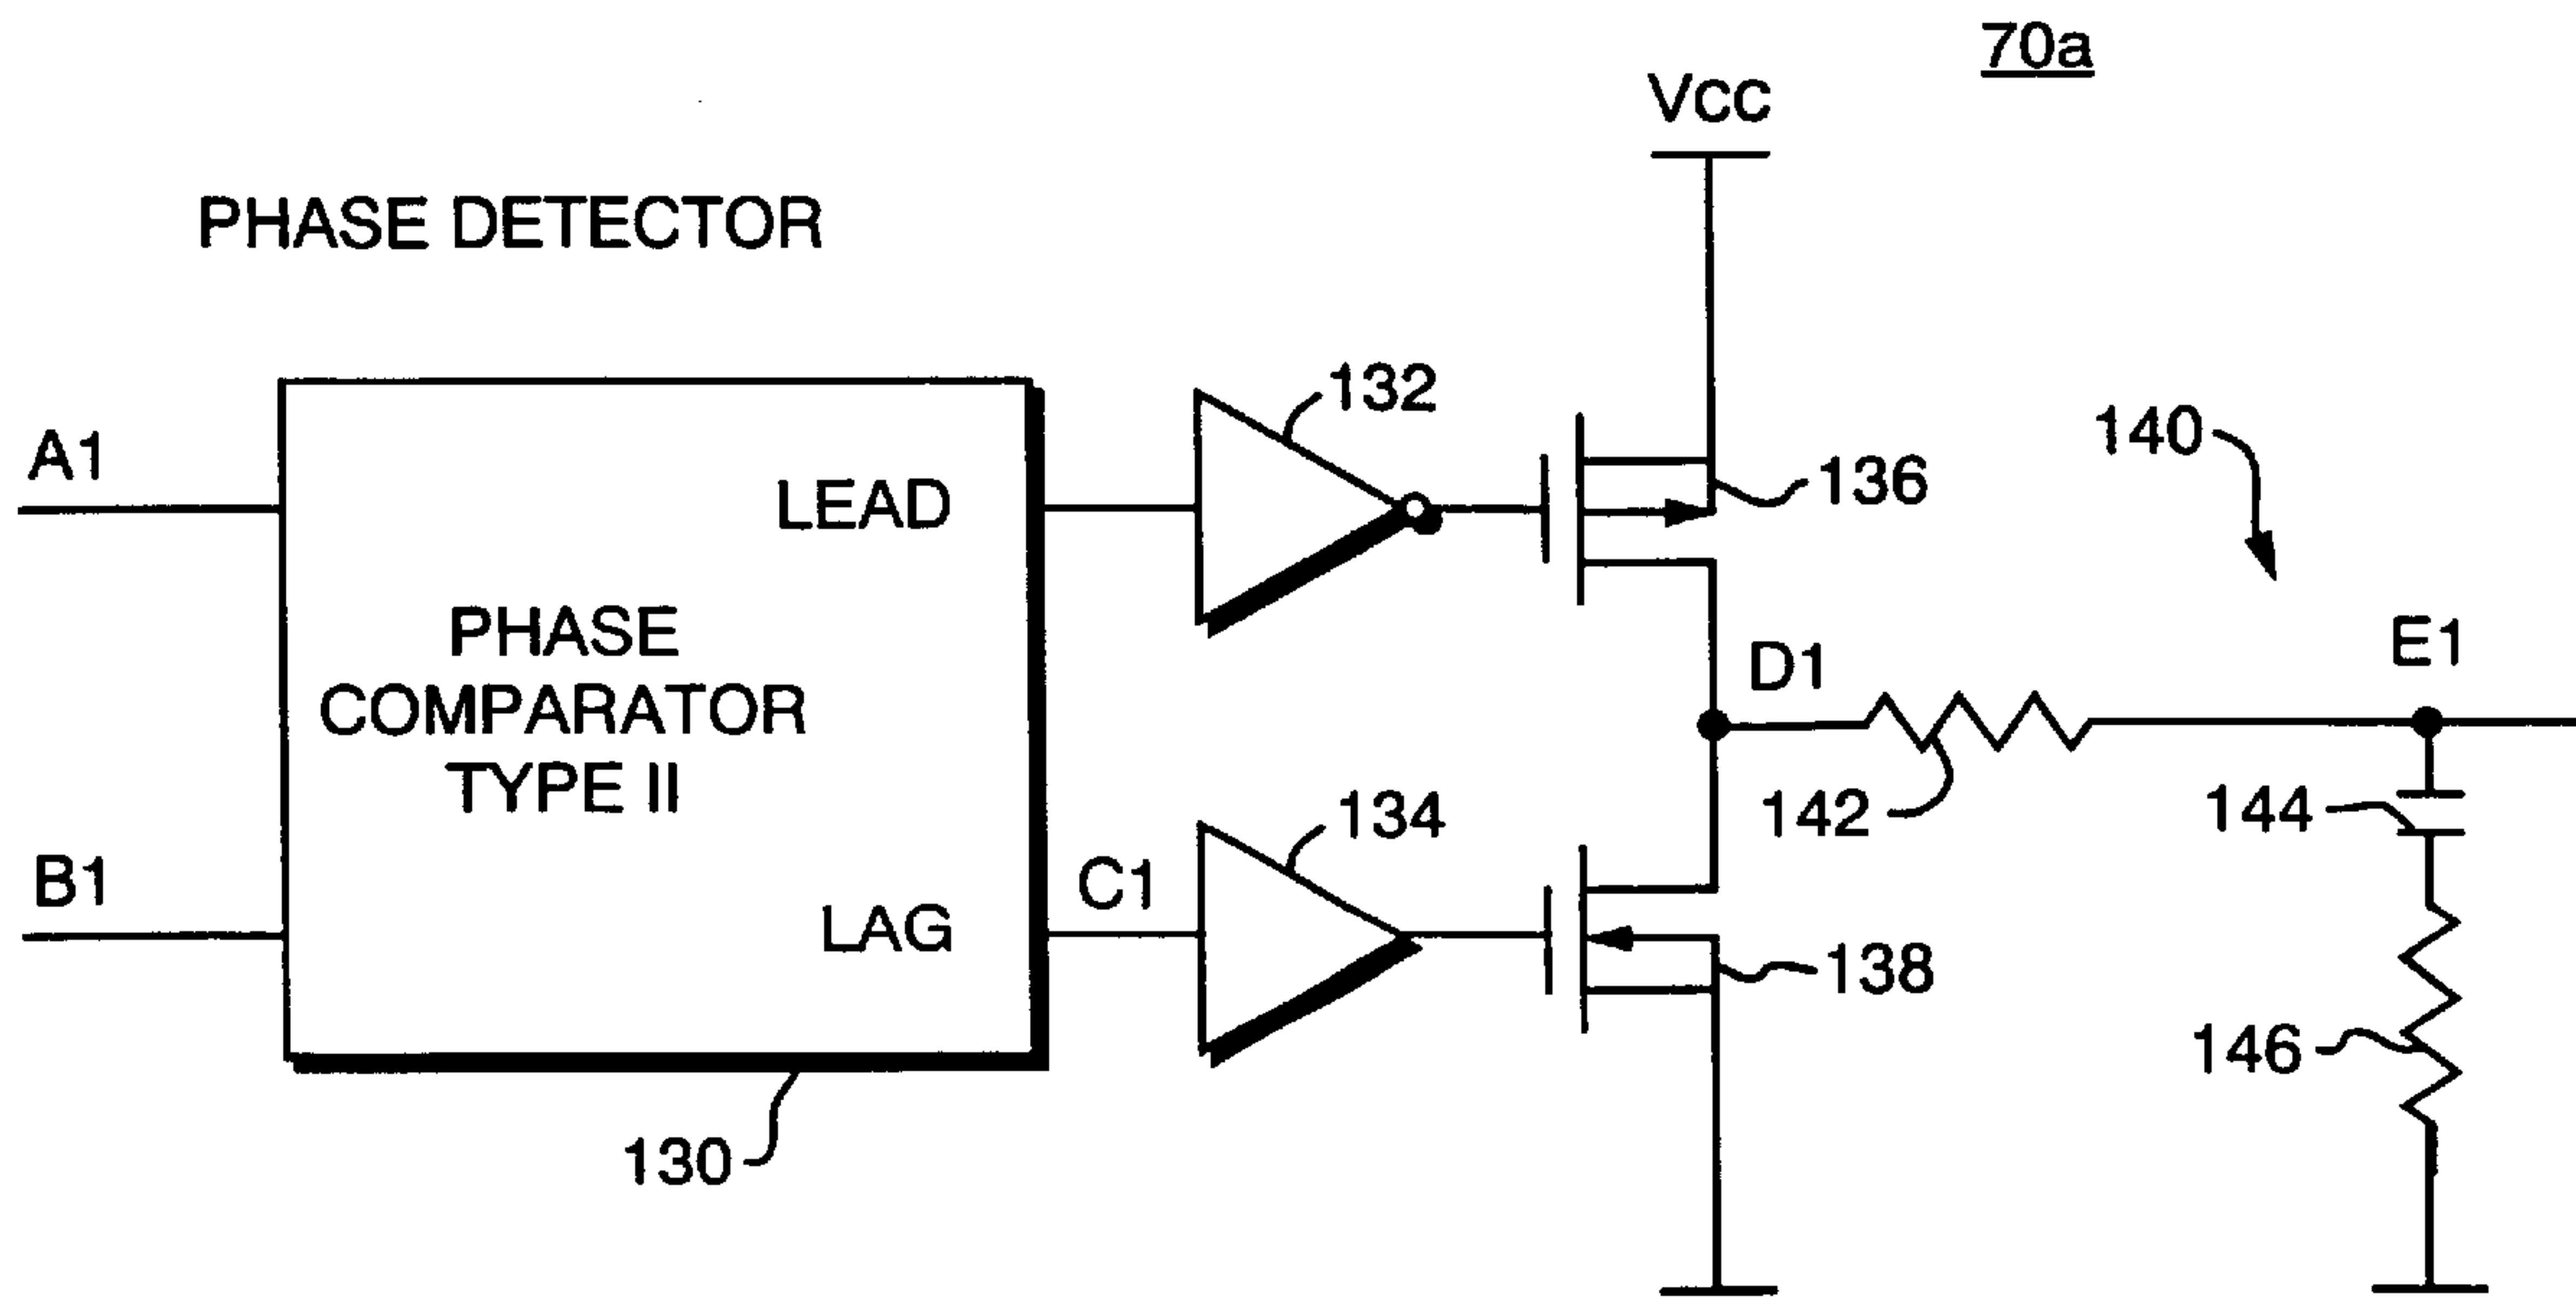 70a
Vcc
PHASE DETECTOR
132
140
A1
LEAD
136
PHASE
COMPARATOR
TYPE II
D1
E1
142
144
134
B1
C1
LAG
138
146
130